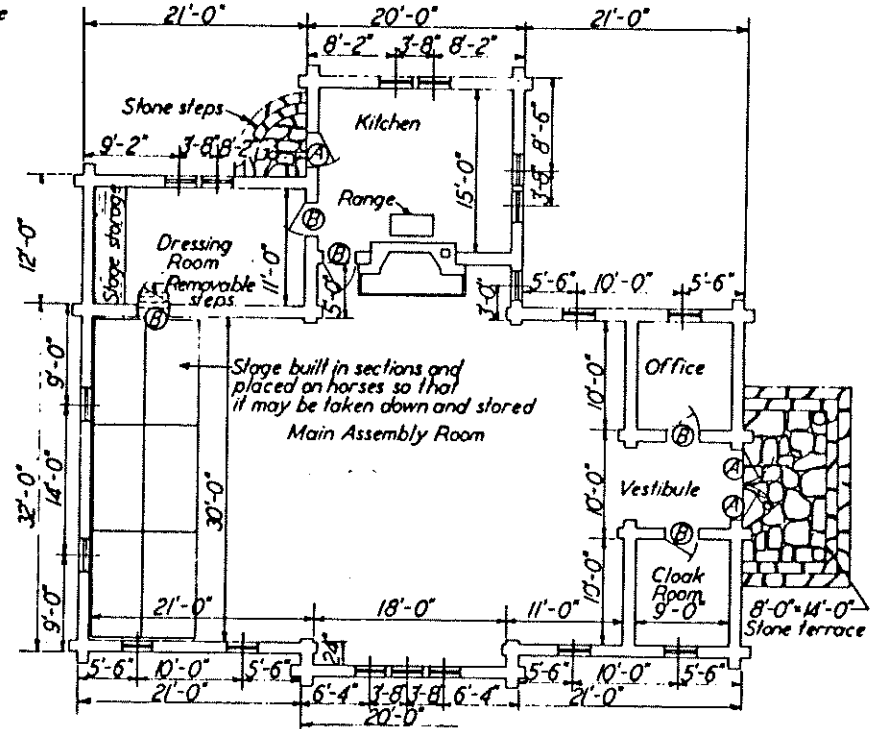 21'-0" 20'-0" 21'-0"
8'-2" 3'-8" 8'-2"
Stone steps
Kitchen
8'-6"
9'-2" 3'-8" 8'-2"
A
3'-8"
15'-0"
Range
B
B
12'-0"
Stage storage
Dressing
Room
Removable
steps
11'-0"
5'-0"
3'-0"
5'-6" 10'-0" 5'-6"
B
9'-0"
Stage built in sections and
placed on horses so that
it may be taken down and stored
Main Assembly Room
Office
10'-0"
B
32'-0"
14'-0"
30'-0"
Vestibule
10'-0"
A
A
B
Cloak
Room
9'-0"
10'-0"
9'-0"
8'-0"=14'-0"
Stone terrace
21'-0" 18'-0" 11'-0"
5'-6" 10'-0" 5'-6"
6'-4" 3'-8" 3'-8" 6'-4"
5'-6" 10'-0" 5'-6"
21'-0" 20'-0" 21'-0"